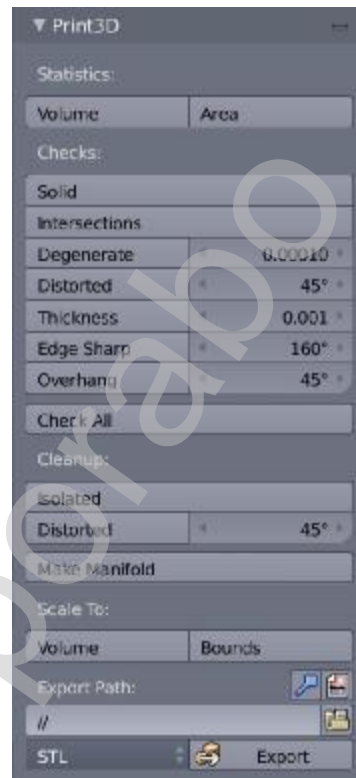 Print3D
Statistics:
Volume Area
Checks:
Solid
Intersections
Degenerate 0.00010
Distorted 45°
Thickness 0.001
Edge Sharp 160°
Overhang 45°
Check All
Cleanup:
Isolated
Distorted 45°
Make Manifold
Scale To:
Volume Bounds
Export Path:
//
STL Export